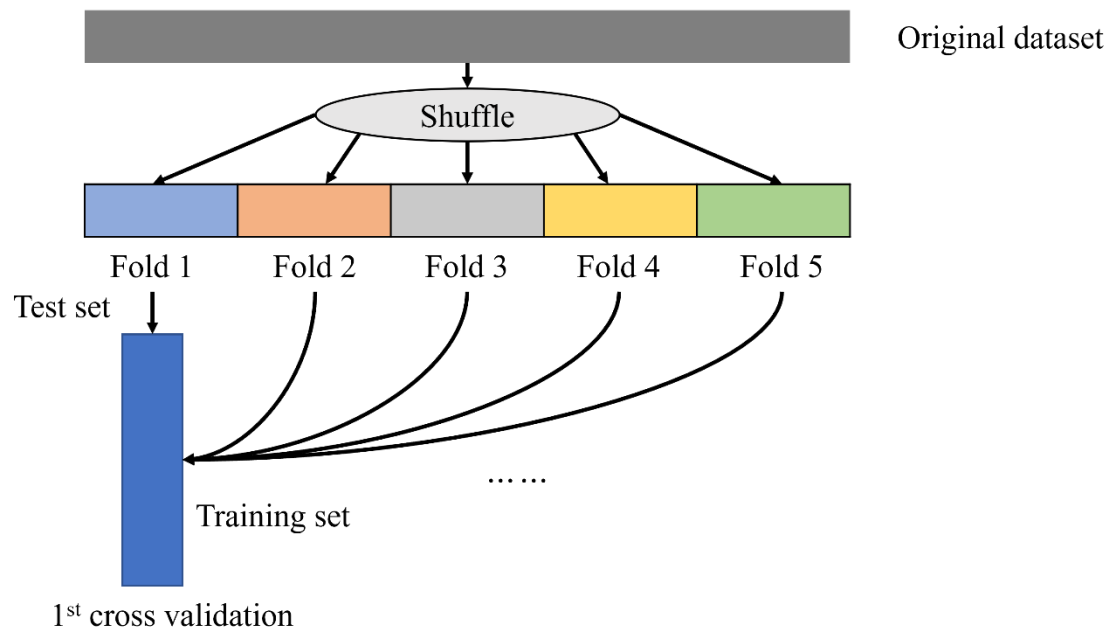 Original dataset
Shuffle
Fold 1
Fold 2
Fold 3
Fold 4
Fold 5
Test set
……
Training set
1st cross validation